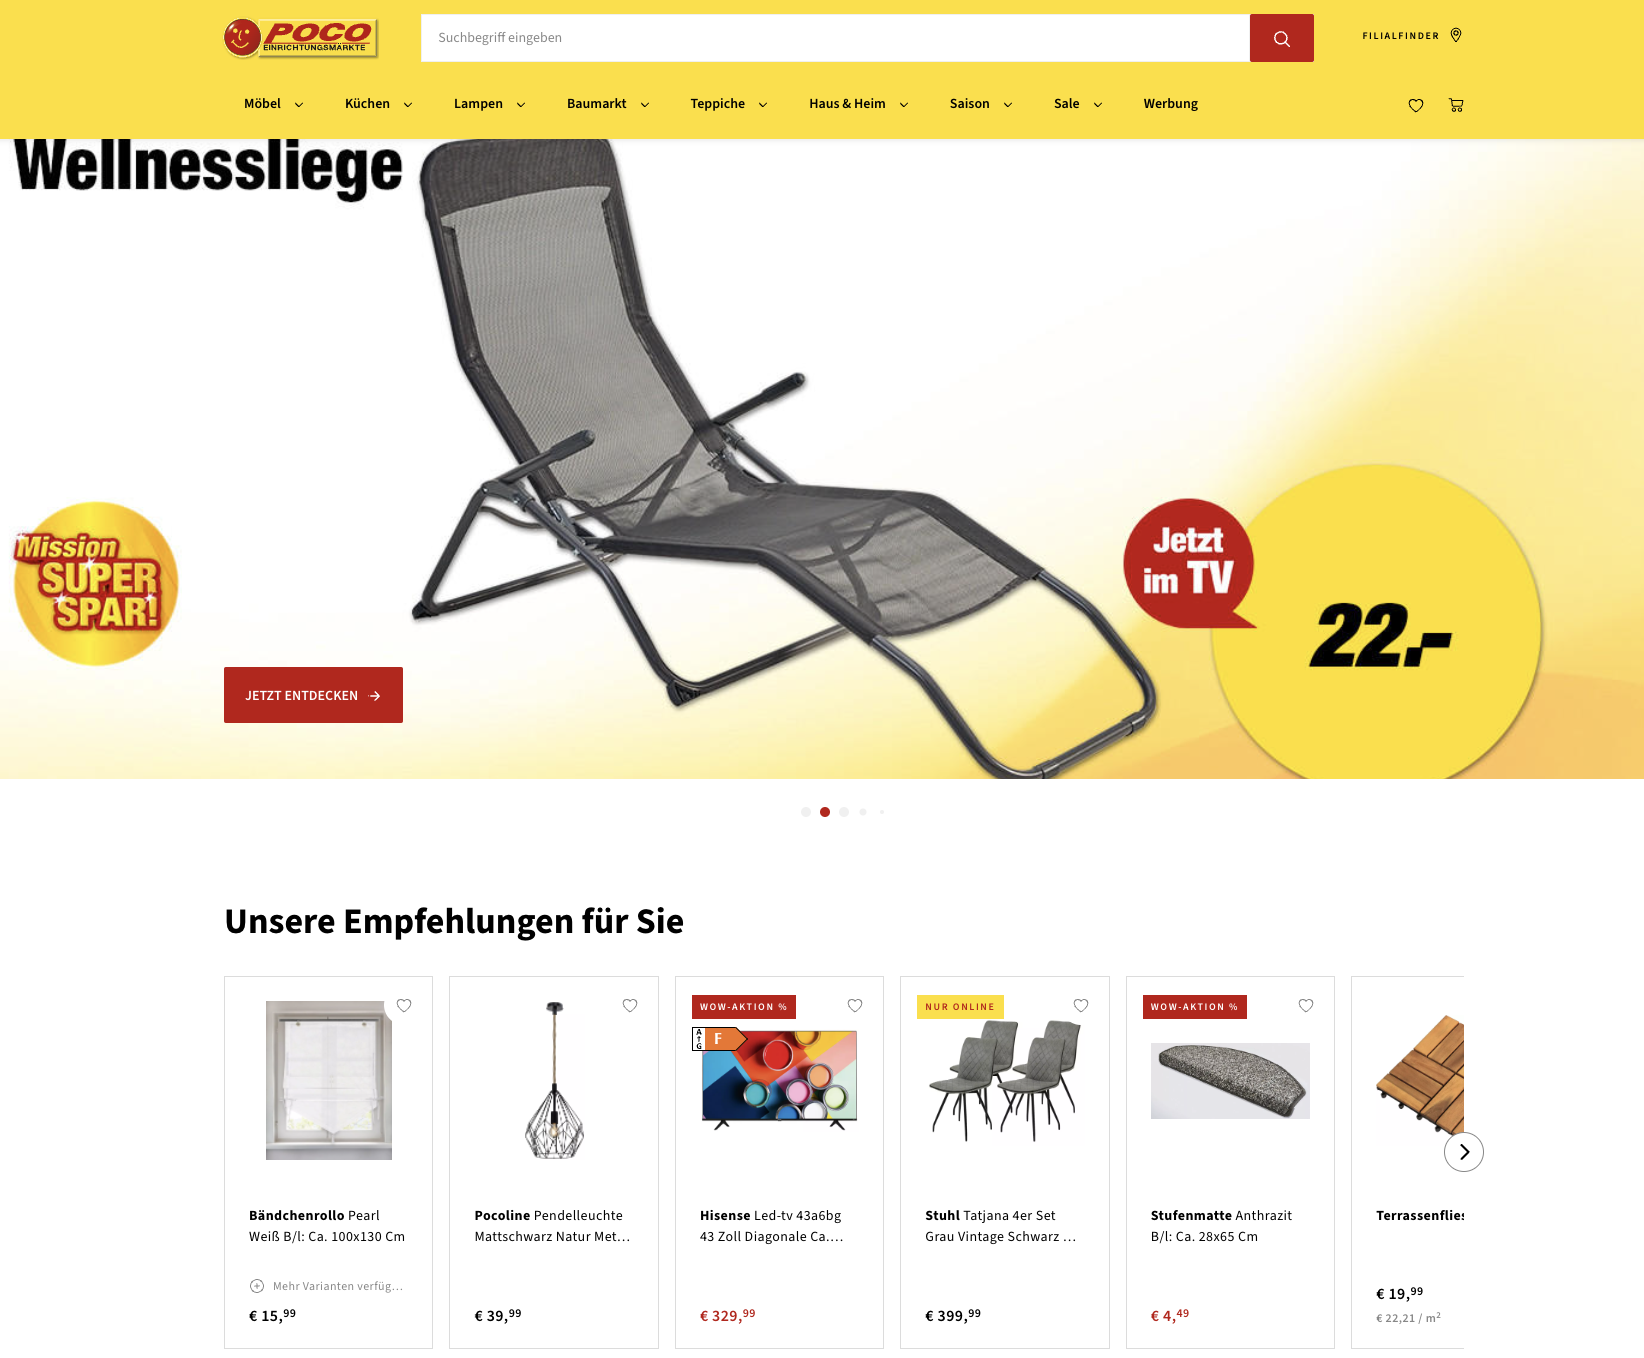 POCO
EINRICHTUNGSMÄRKTE
Suchbegriff eingeben
FILIALFINDER
Möbel
Küchen
Lampen
Baumarkt
Teppiche
Haus & Heim
Saison
Sale
Werbung
Wellnessliege
Mission
SUPER
SPAR!
Jetzt
im TV
22.-
JETZT ENTDECKEN
Unsere Empfehlungen für Sie
Bändchenrollo Pearl
Weiß B/l: Ca. 100x130 Cm
Mehr Varianten verfüg...
€ 15,99
Pocoline Pendelleuchte
Mattschwarz Natur Met...
€ 39,99
WOW-AKTION %
A
G
F
Hisense Led-tv 43a6bg
43 Zoll Diagonale Ca....
€ 329,99
NUR ONLINE
Stuhl Tatjana 4er Set
Grau Vintage Schwarz ...
€ 399,99
WOW-AKTION %
Stufenmatte Anthrazit
B/l: Ca. 28x65 Cm
€ 4,49
Terrassenflies
€ 19,99
€ 22,21 / m²